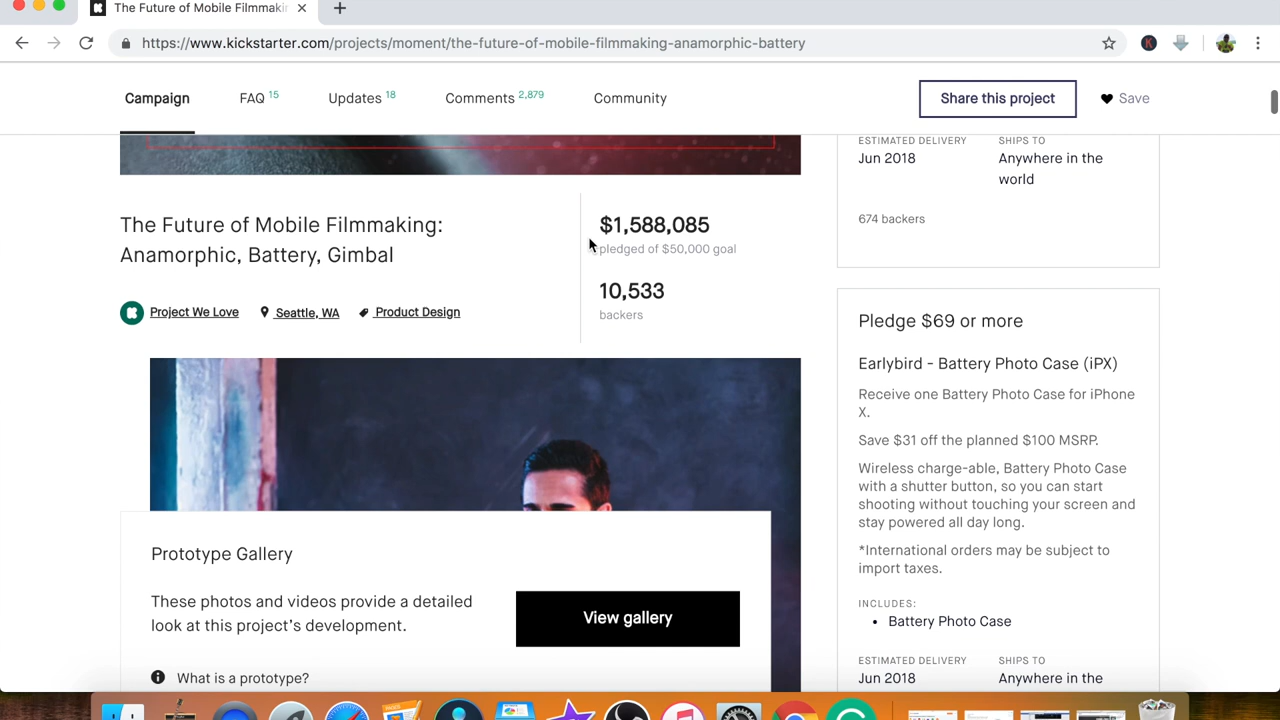 The Future of Mobile Filmmakin
https://www.kickstarter.com/projects/moment/the-future-of-mobile-filmmaking-anamorphic-battery
K
Campaign FAQ 15 Updates 18 Comments 2,879 Community
Share this project Save
The Future of Mobile Filmmaking:
Anamorphic, Battery, Gimbal
Project We Love Seattle, WA Product Design
$1,588,085
pledged of $50,000 goal
10,533
backers
Prototype Gallery
These photos and videos provide a detailed
look at this project's development.
View gallery
What is a prototype?
ESTIMATED DELIVERY SHIPS TO
Jun 2018 Anywhere in the
world
674 backers
Pledge $69 or more
Earlybird - Battery Photo Case (iPX)
Receive one Battery Photo Case for iPhone
X.
Save $31 off the planned $100 MSRP.
Wireless charge-able, Battery Photo Case
with a shutter button, so you can start
shooting without touching your screen and
stay powered all day long.
*International orders may be subject to
import taxes.
INCLUDES:
• Battery Photo Case
ESTIMATED DELIVERY SHIPS TO
Jun 2018 Anywhere in the